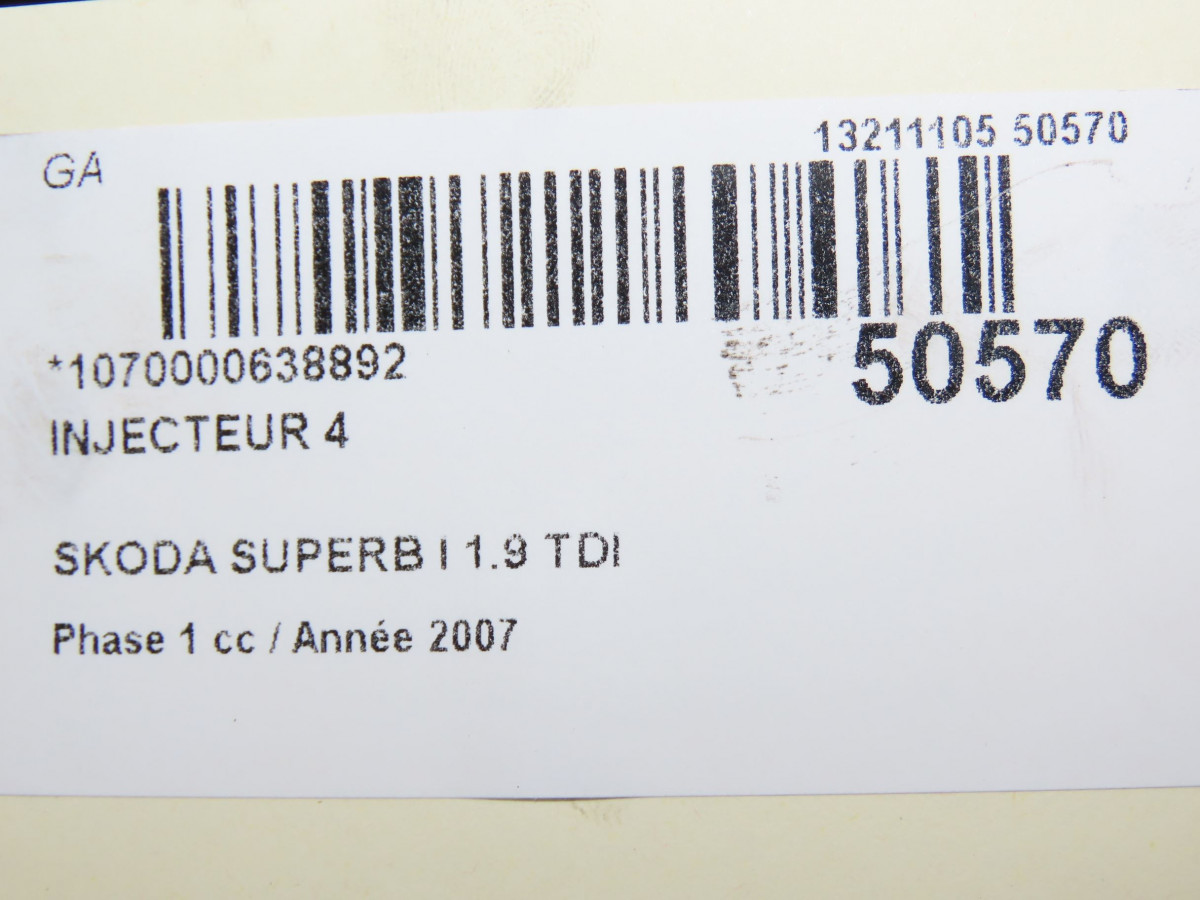 GA
13211105 50570
*1070000638892
50570
INJECTEUR 4
SKODA SUPERB I 1.9 TDI
Phase 1 cc / Année 2007